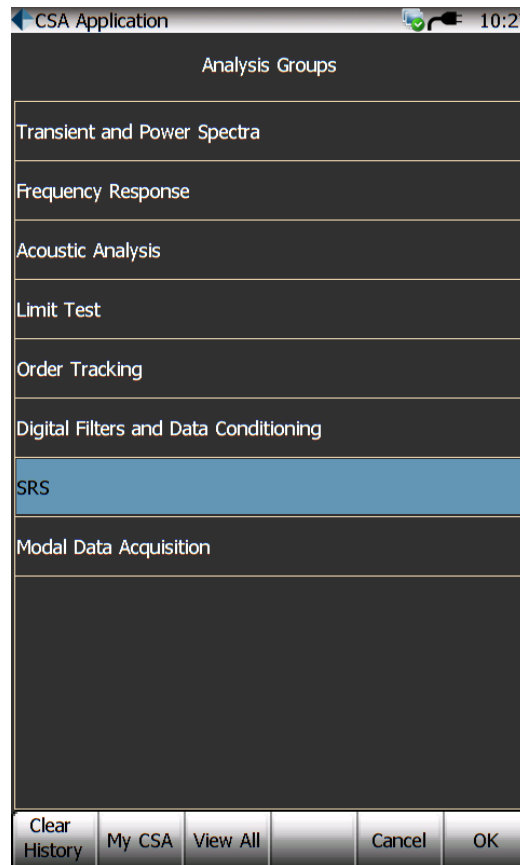 CSA Application 10:2
Analysis Groups
Transient and Power Spectra
Frequency Response
Acoustic Analysis
Limit Test
Order Tracking
Digital Filters and Data Conditioning
SRS
Modal Data Acquisition
Clear
History
My CSA
View All
Cancel
OK